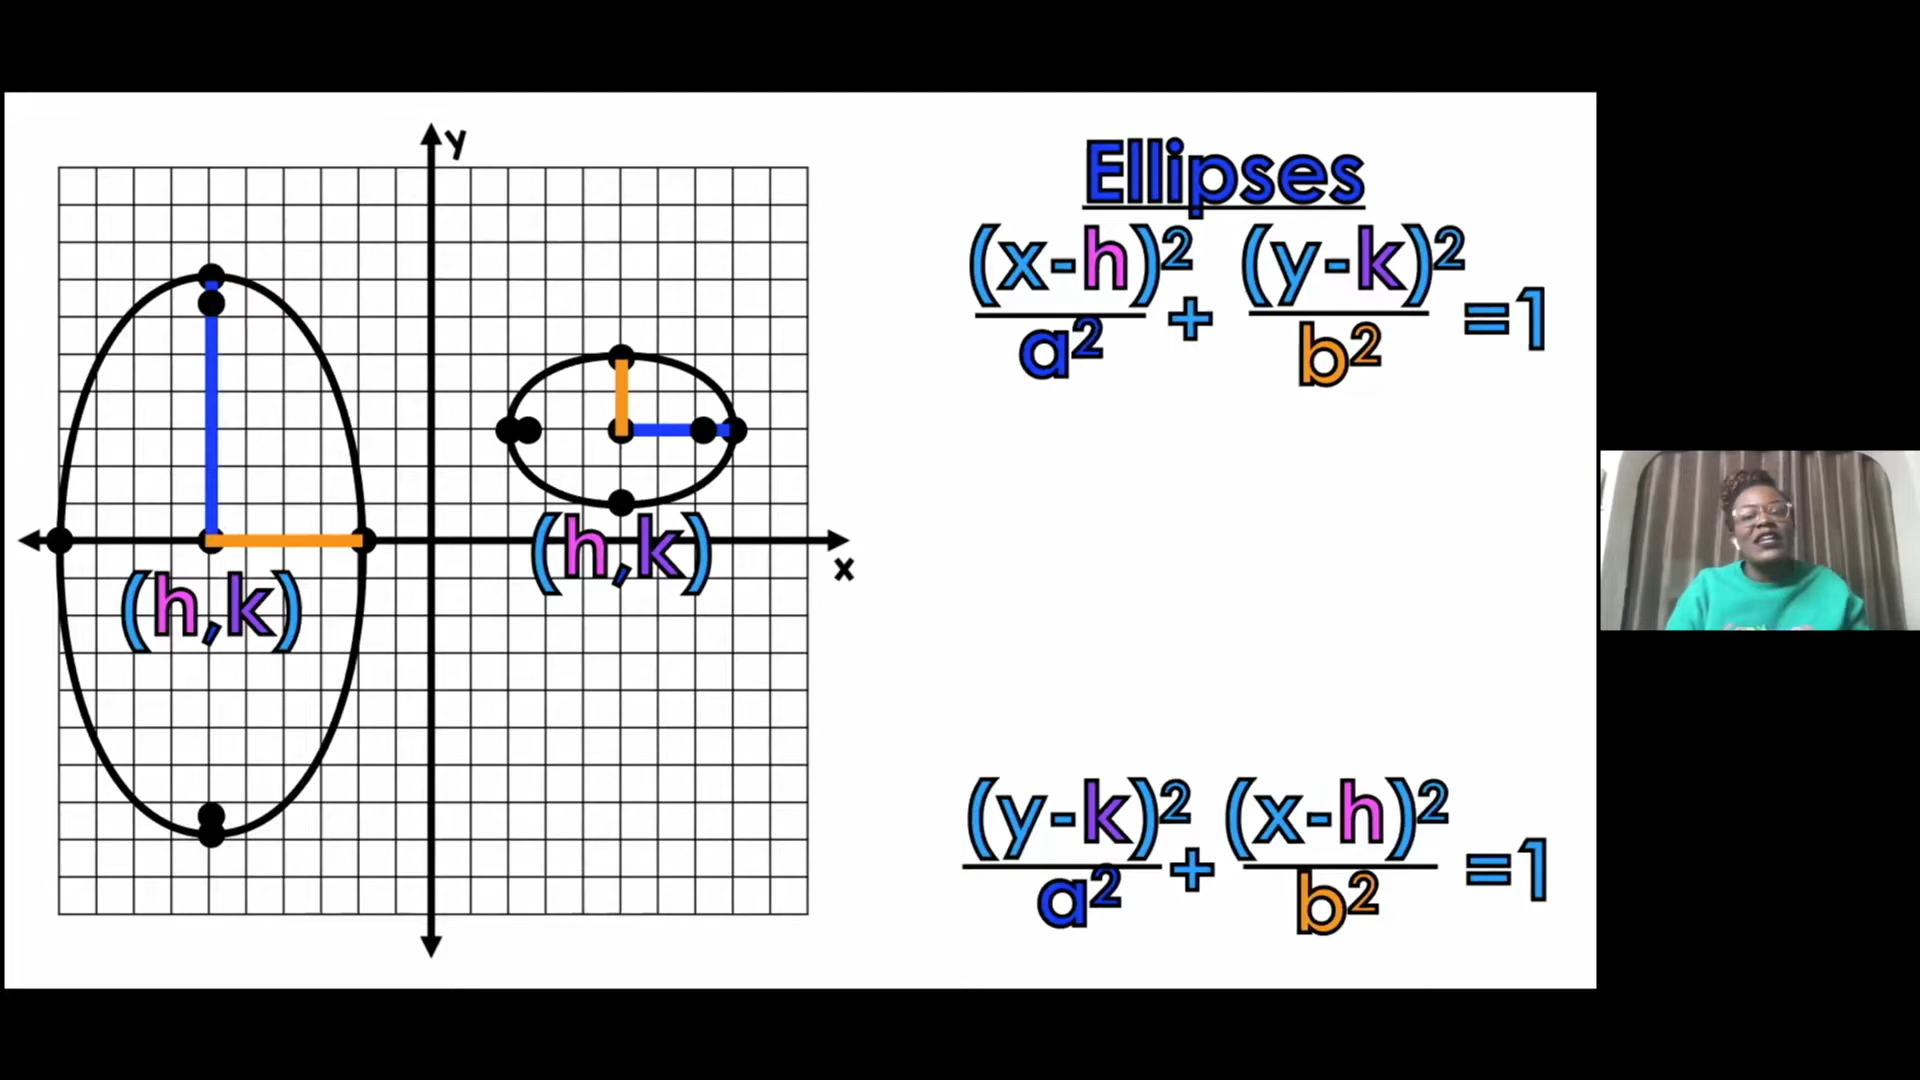 y
Ellipses
(x-h)² + (y-k)² =1
a² b²
(h,k)
x
(h,k)
(y-k)² + (x-h)² =1
a² b²